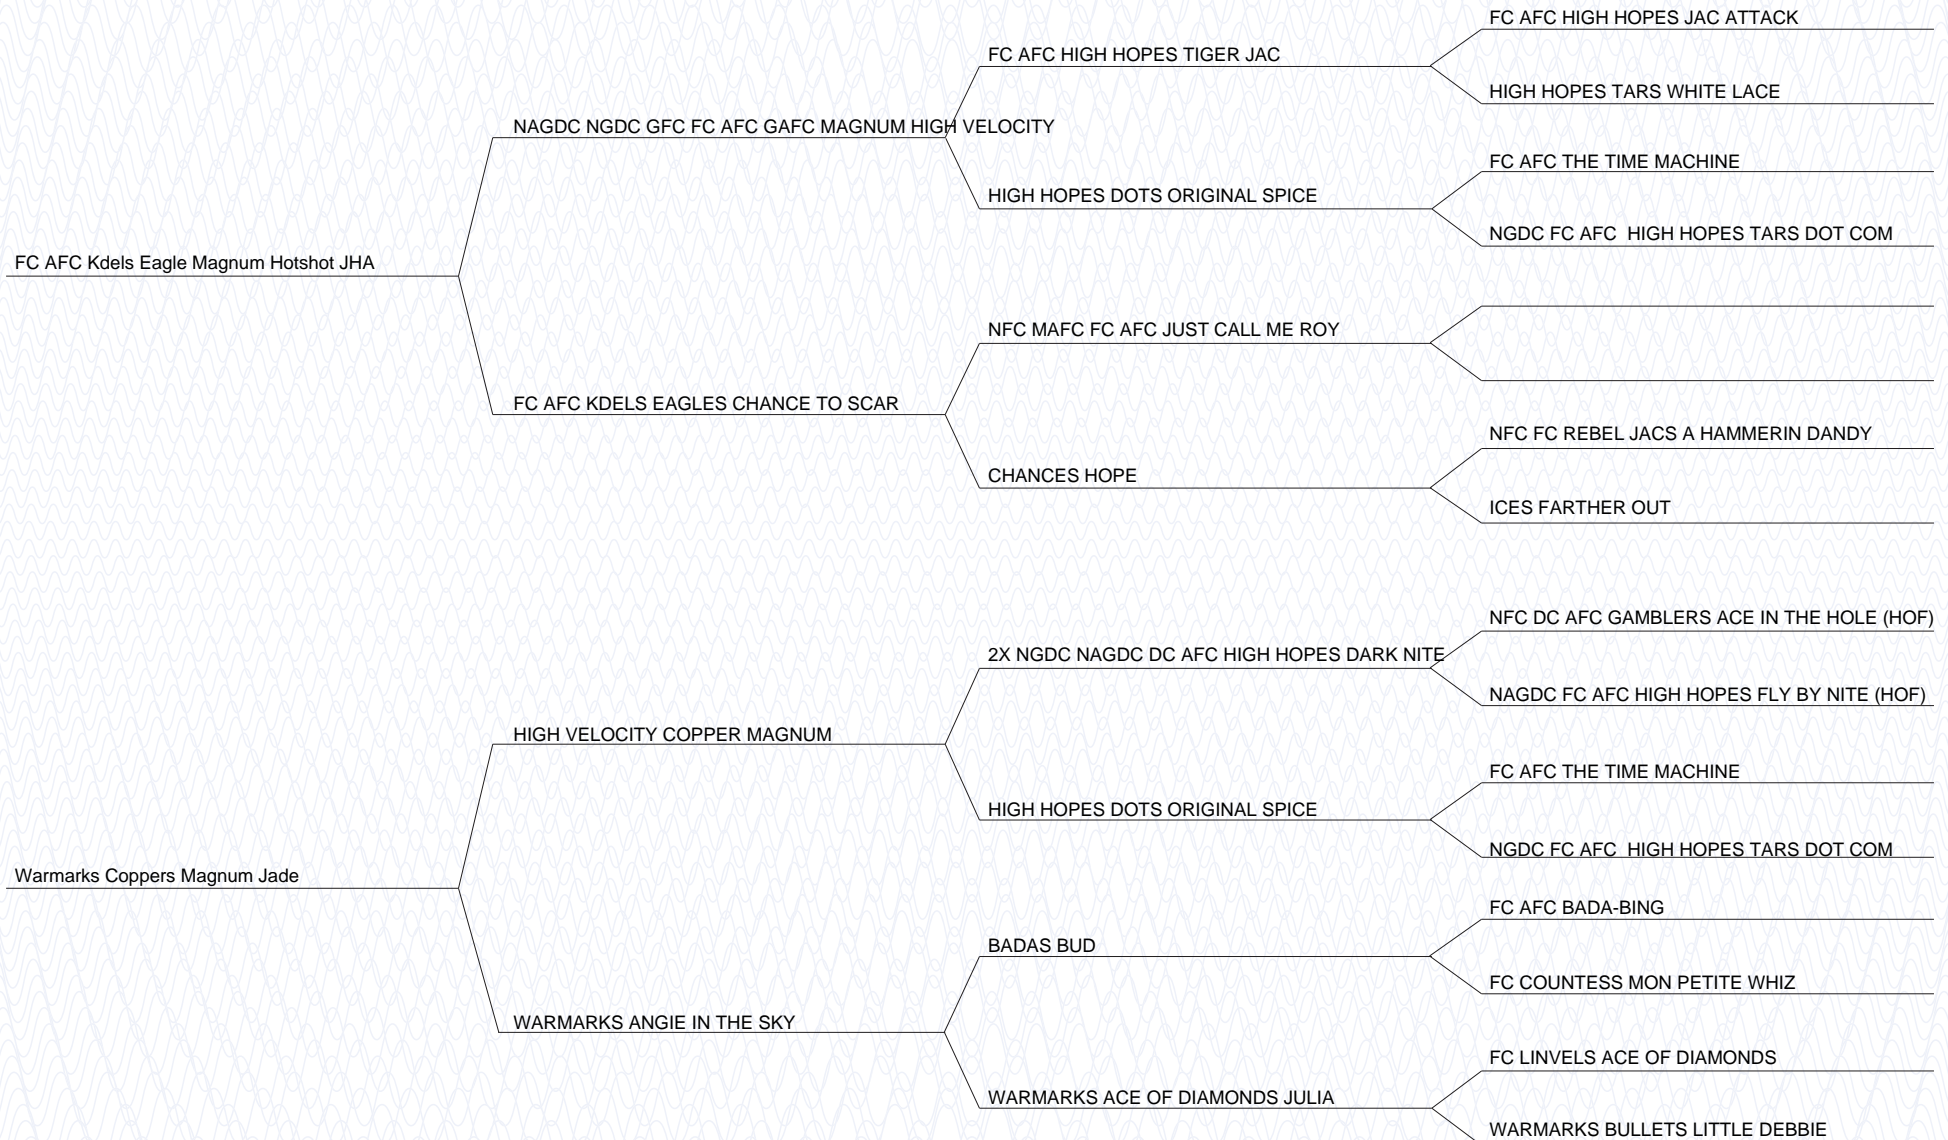 FC AFC HIGH HOPES JAC ATTACK
FC AFC HIGH HOPES TIGER JAC
HIGH HOPES TARS WHITE LACE
NAGDC NGDC GFC FC AFC GAFC MAGNUM HIGH VELOCITY
FC AFC THE TIME MACHINE
HIGH HOPES DOTS ORIGINAL SPICE
NGDC FC AFC  HIGH HOPES TARS DOT COM
FC AFC Kdels Eagle Magnum Hotshot JHA
NFC MAFC FC AFC JUST CALL ME ROY
FC AFC KDELS EAGLES CHANCE TO SCAR
NFC FC REBEL JACS A HAMMERIN DANDY
CHANCES HOPE
ICES FARTHER OUT
NFC DC AFC GAMBLERS ACE IN THE HOLE (HOF)
2X NGDC NAGDC DC AFC HIGH HOPES DARK NITE
NAGDC FC AFC HIGH HOPES FLY BY NITE (HOF)
HIGH VELOCITY COPPER MAGNUM
FC AFC THE TIME MACHINE
HIGH HOPES DOTS ORIGINAL SPICE
NGDC FC AFC  HIGH HOPES TARS DOT COM
Warmarks Coppers Magnum Jade
FC AFC BADA-BING
BADAS BUD
FC COUNTESS MON PETITE WHIZ
WARMARKS ANGIE IN THE SKY
FC LINVELS ACE OF DIAMONDS
WARMARKS ACE OF DIAMONDS JULIA
WARMARKS BULLETS LITTLE DEBBIE